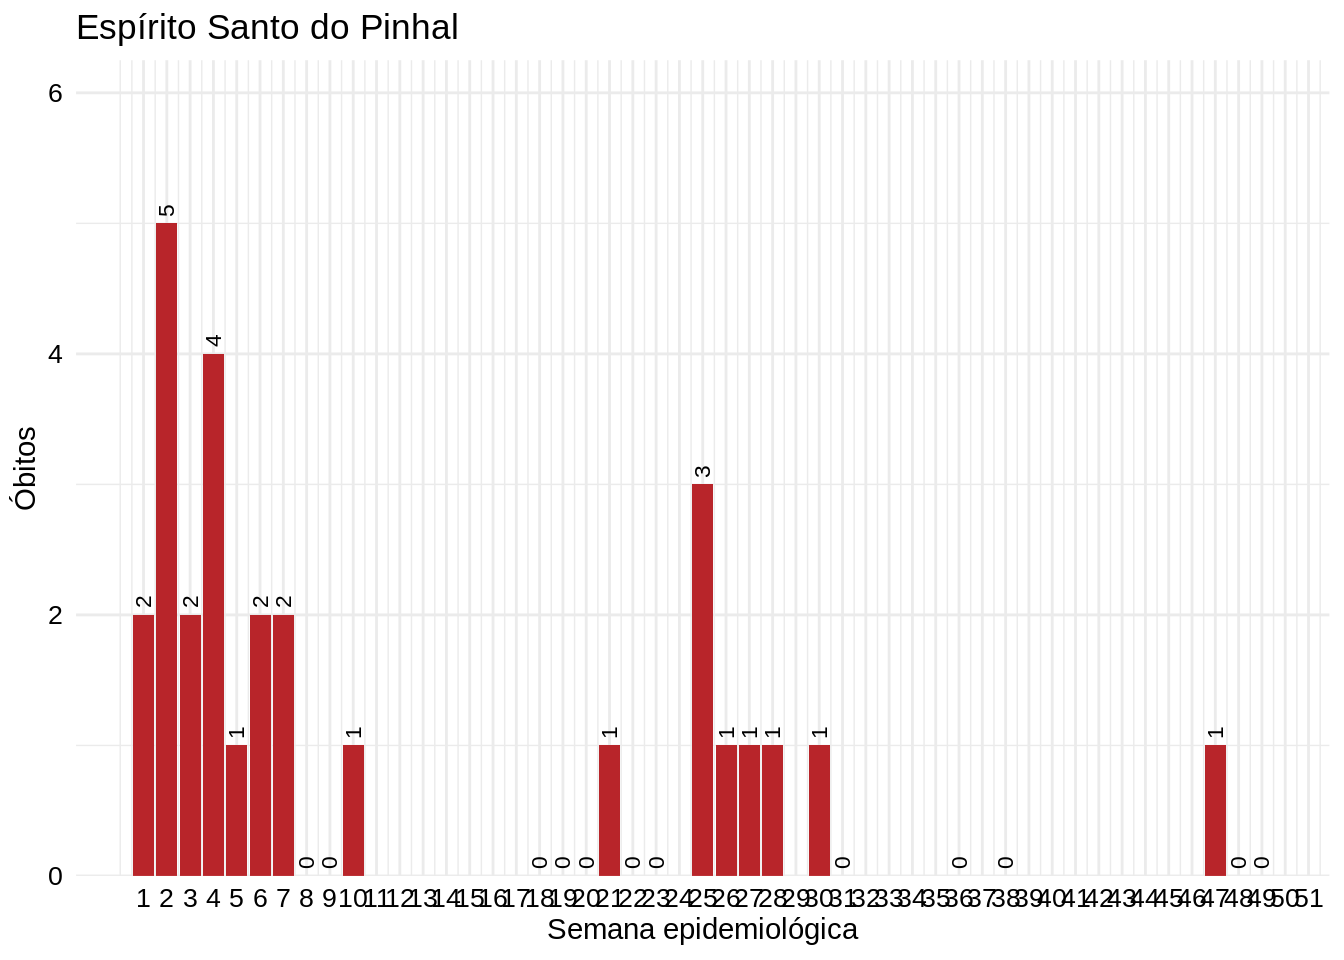 Espírito Santo do Pinhal
6
5
4
4
3
2 2 2 2
2
1 1 1 1 1 1 1 1
0 0 0 0 0 0 0 0 0 0 0 0
0
1 2 3 4 5 6 7 8 9 10 11 12 13 14 15 16 17 18 19 20 21 22 23 24 25 26 27 28 29 30 31 32 33 34 35 36 37 38 39 40 41 42 43 44 45 46 47 48 49 50 51
Semana epidemiológica
Óbitos